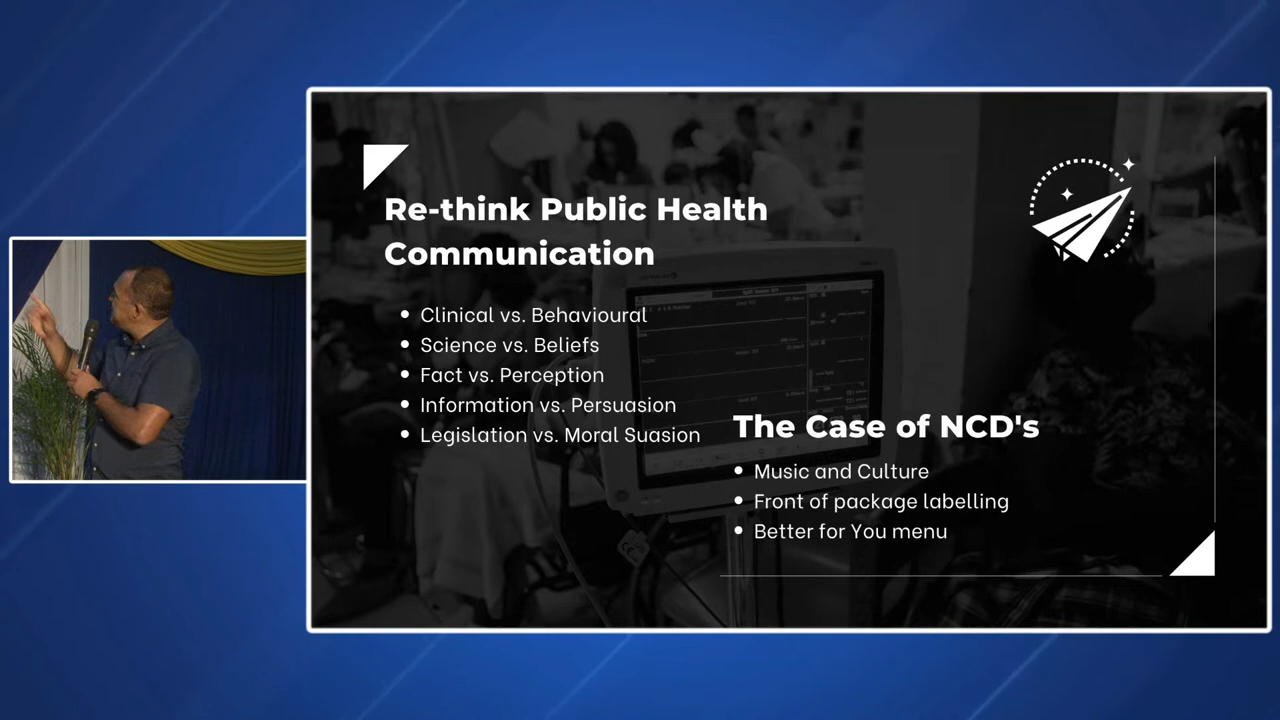 Re-think Public Health
Communication
• Clinical vs. Behavioural
• Science vs. Beliefs
• Fact vs. Perception
• Information vs. Persuasion
• Legislation vs. Moral Suasion
The Case of NCD's
• Music and Culture
• Front of package labelling
• Better for You menu